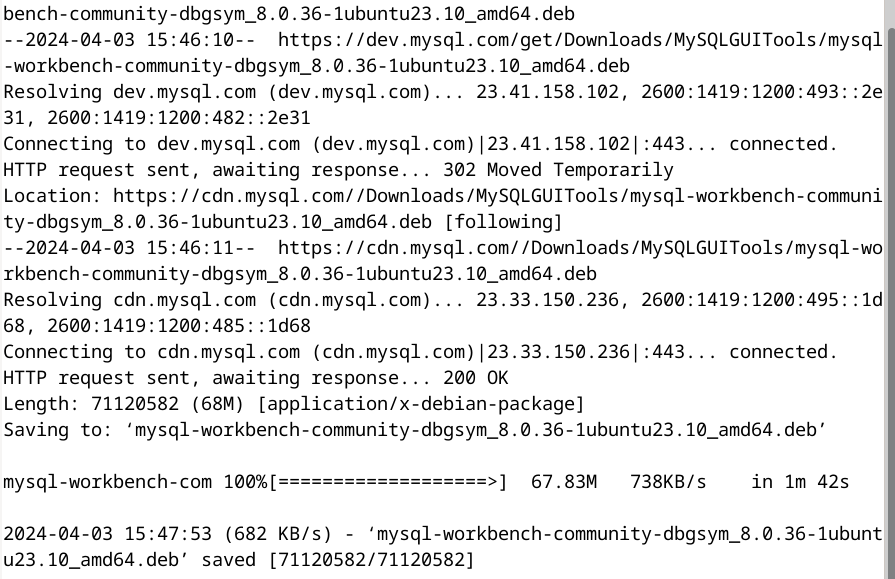 bench-community-dbgsym_8.0.36-1ubuntu23.10_amd64.deb
--2024-04-03 15:46:10--  https://dev.mysql.com/get/Downloads/MySQLGUITools/mysql
-workbench-community-dbgsym_8.0.36-1ubuntu23.10_amd64.deb
Resolving dev.mysql.com (dev.mysql.com)... 23.41.158.102, 2600:1419:1200:493::2e
31, 2600:1419:1200:482::2e31
Connecting to dev.mysql.com (dev.mysql.com)|23.41.158.102|:443... connected.
HTTP request sent, awaiting response... 302 Moved Temporarily
Location: https://cdn.mysql.com//Downloads/MySQLGUITools/mysql-workbench-communi
ty-dbgsym_8.0.36-1ubuntu23.10_amd64.deb [following]
--2024-04-03 15:46:11--  https://cdn.mysql.com//Downloads/MySQLGUITools/mysql-wo
rkbench-community-dbgsym_8.0.36-1ubuntu23.10_amd64.deb
Resolving cdn.mysql.com (cdn.mysql.com)... 23.33.150.236, 2600:1419:1200:495::1d
68, 2600:1419:1200:485::1d68
Connecting to cdn.mysql.com (cdn.mysql.com)|23.33.150.236|:443... connected.
HTTP request sent, awaiting response... 200 OK
Length: 71120582 (68M) [application/x-debian-package]
Saving to: ‘mysql-workbench-community-dbgsym_8.0.36-1ubuntu23.10_amd64.deb’

mysql-workbench-com 100%[===================>]  67.83M   738KB/s    in 1m 42s

2024-04-03 15:47:53 (682 KB/s) - ‘mysql-workbench-community-dbgsym_8.0.36-1ubunt
u23.10_amd64.deb’ saved [71120582/71120582]